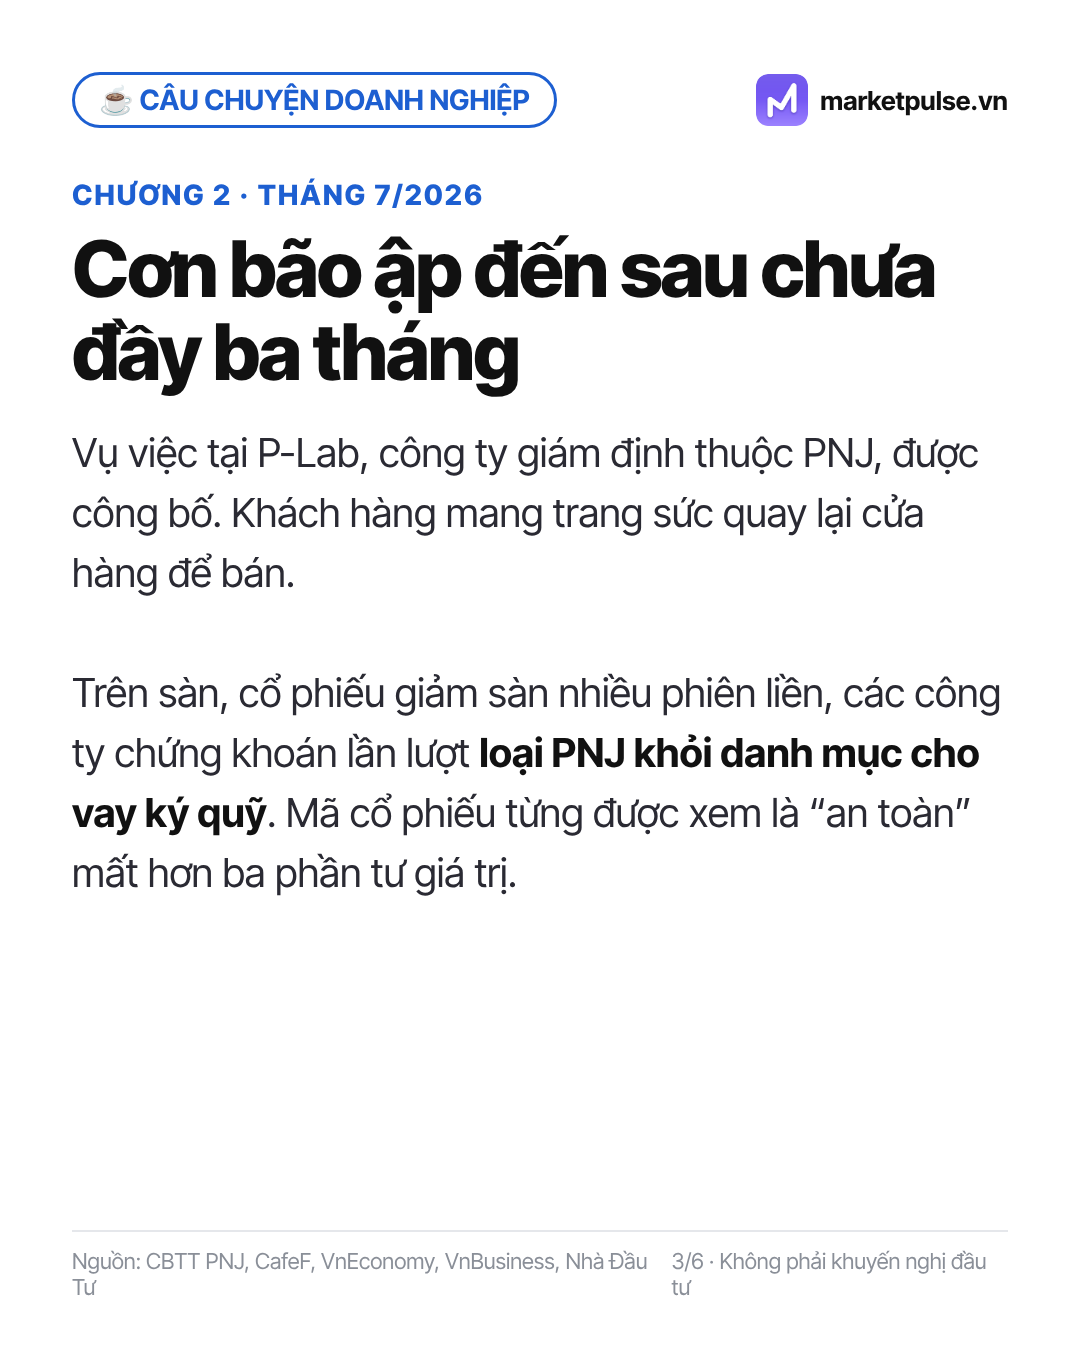 ☕ CÂU CHUYỆN DOANH NGHIỆP
marketpulse.vn
CHƯƠNG 2 · THÁNG 7/2026
Cơn bão ập đến sau chưa
đầy ba tháng
Vụ việc tại P-Lab, công ty giám định thuộc PNJ, được
công bố. Khách hàng mang trang sức quay lại cửa
hàng để bán.
Trên sàn, cổ phiếu giảm sàn nhiều phiên liền, các công
ty chứng khoán lần lượt loại PNJ khỏi danh mục cho
vay ký quỹ. Mã cổ phiếu từng được xem là “an toàn”
mất hơn ba phần tư giá trị.
Nguồn: CBTT PNJ, CafeF, VnEconomy, VnBusiness, Nhà Đầu
Tư
3/6 · Không phải khuyến nghị đầu
tư